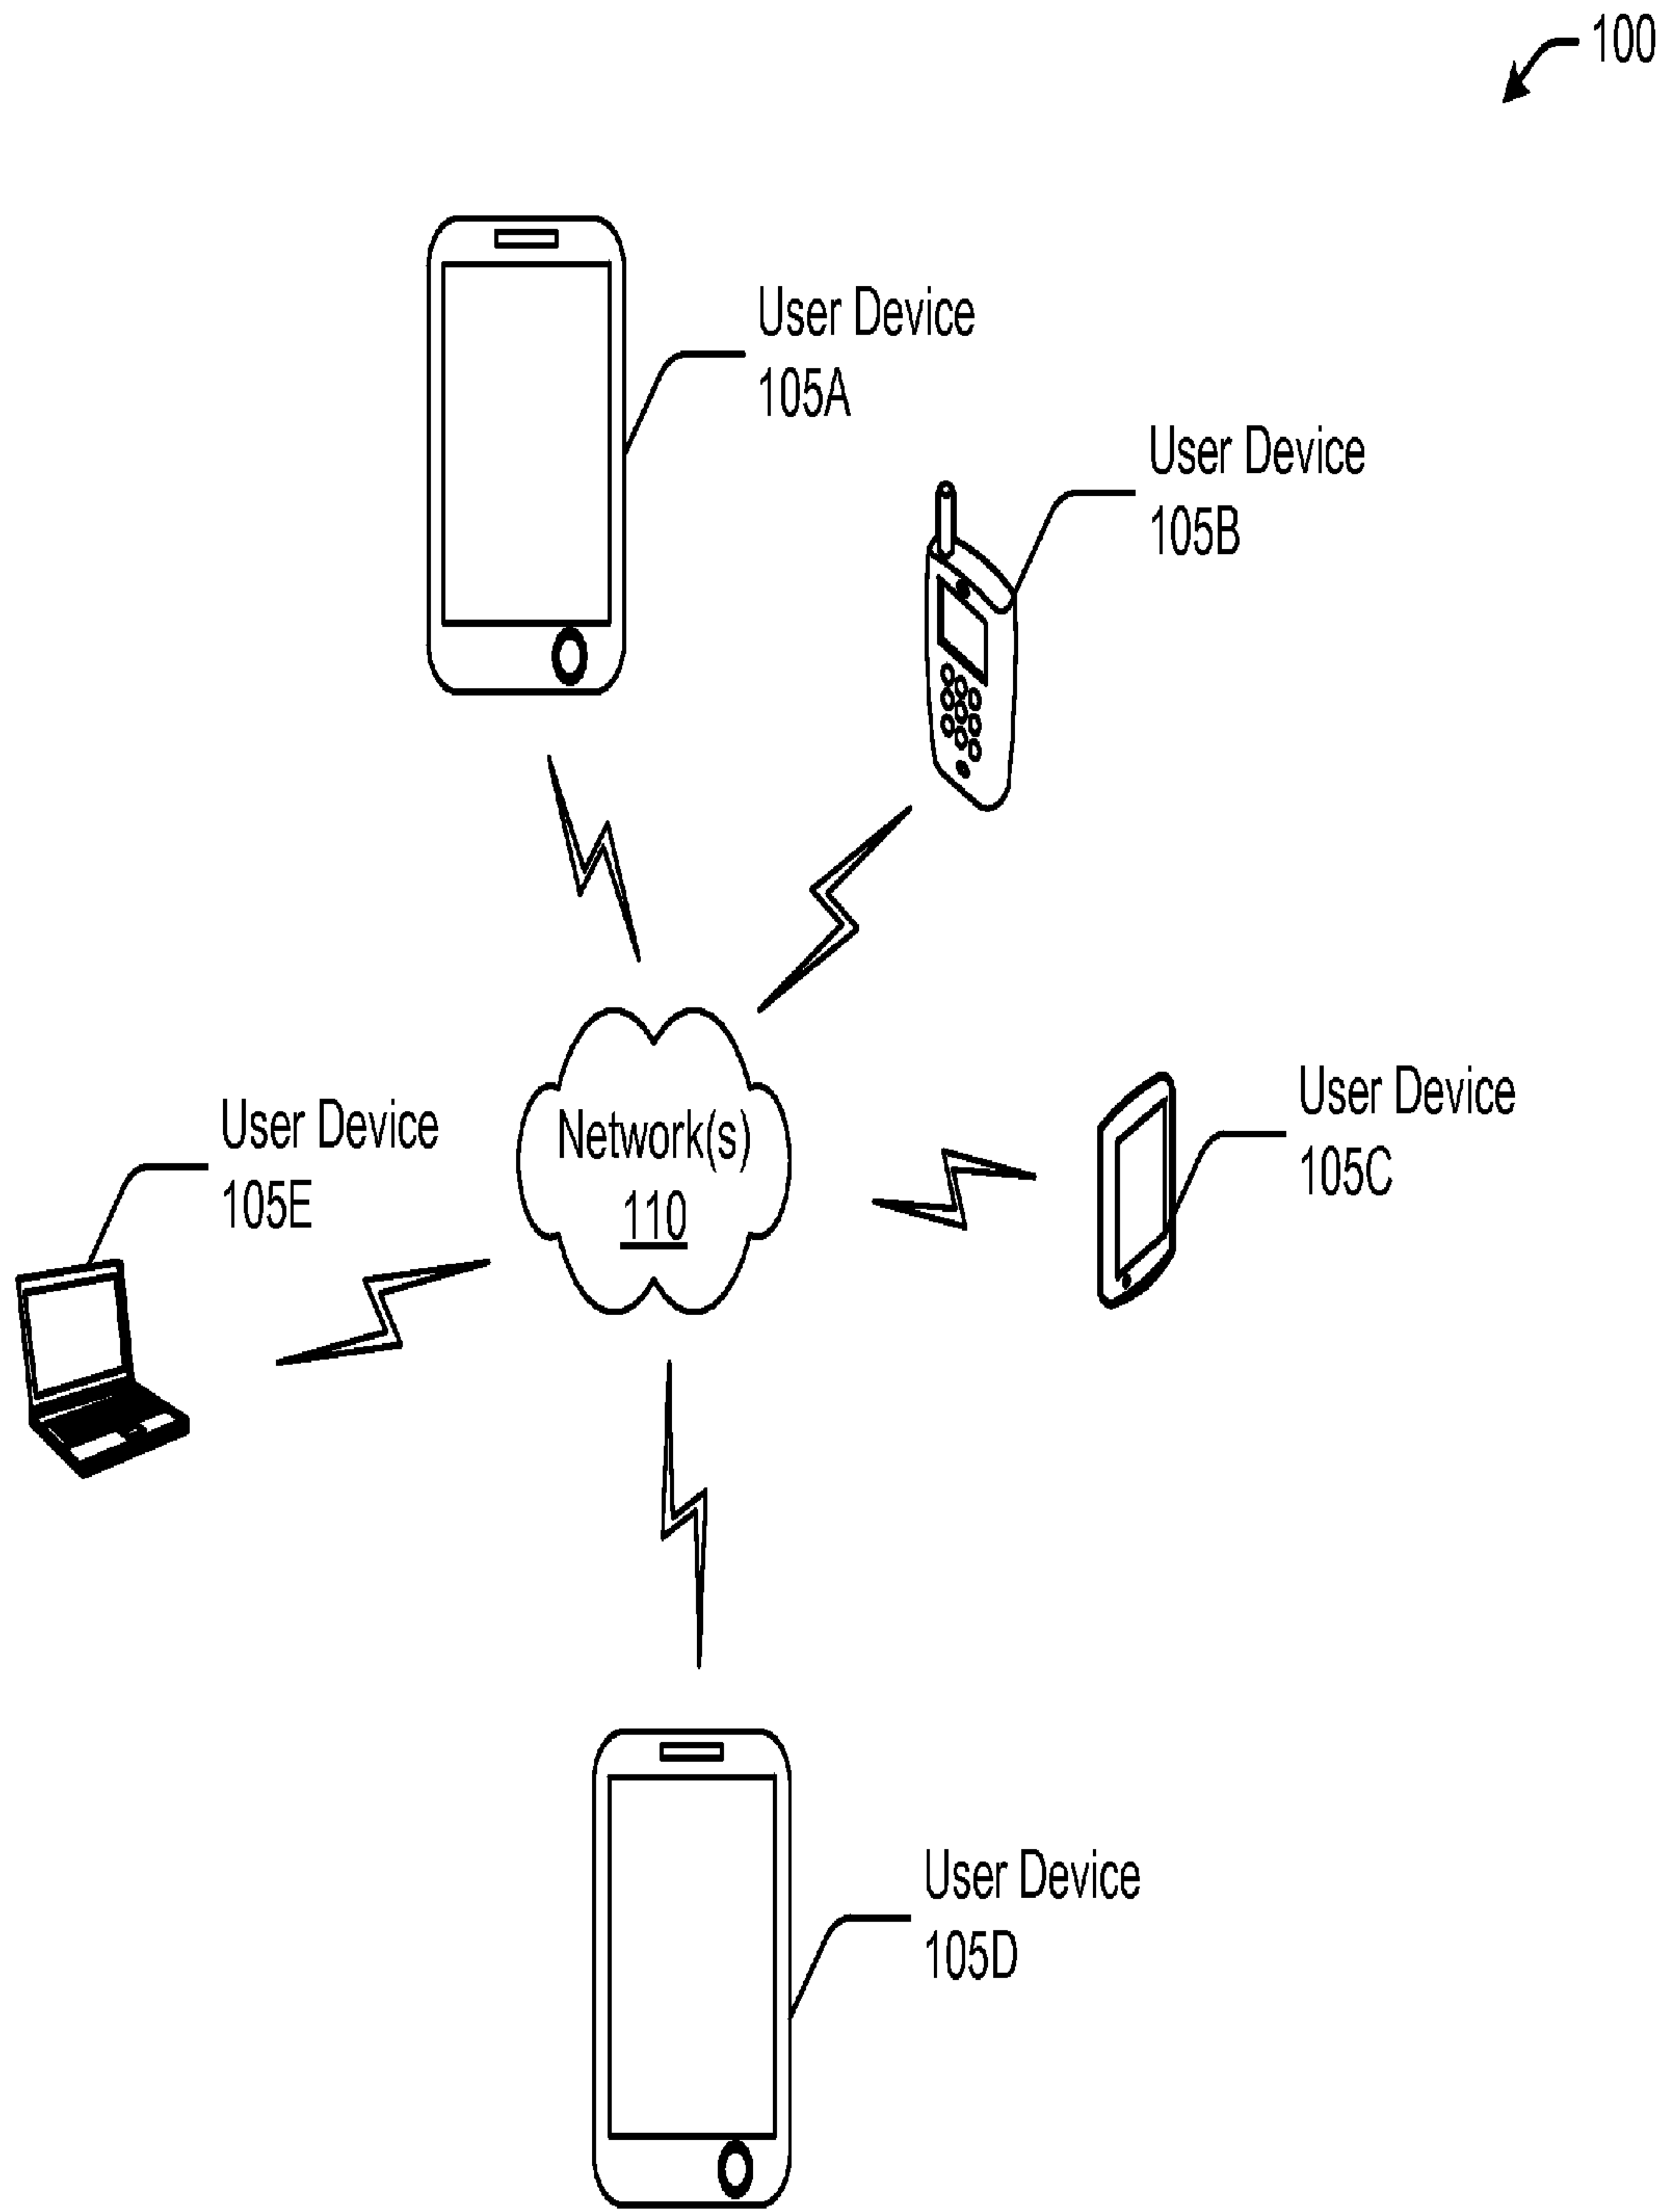 100
User Device
105A
User Device
105B
User Device
105C
User Device
105E
Network(s)
110
User Device
105D